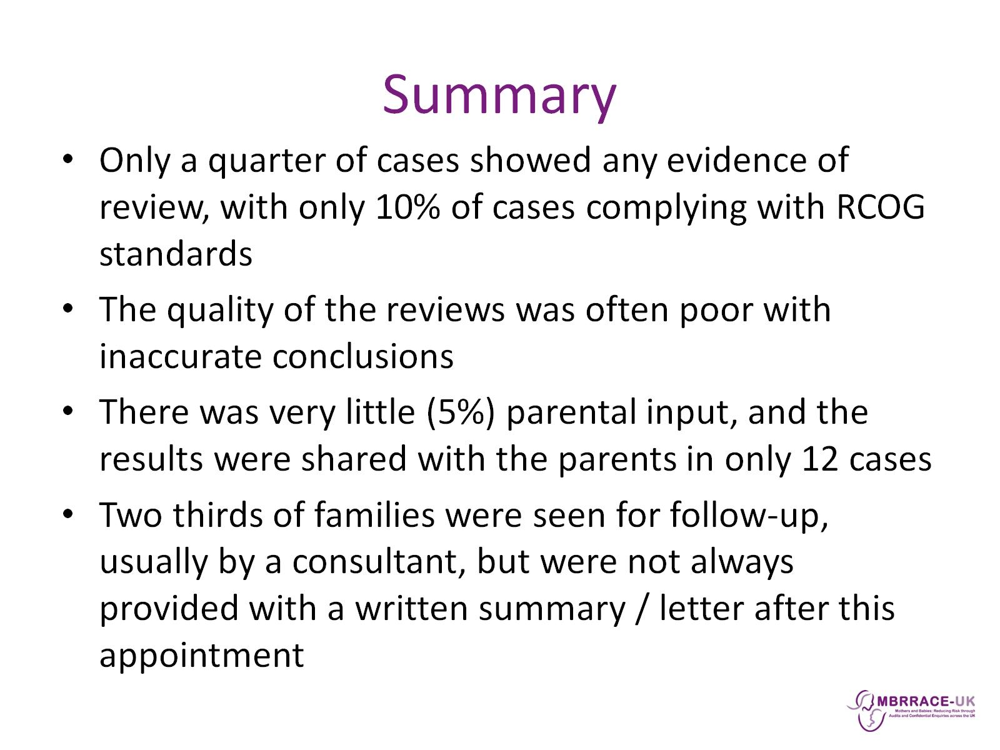 Summary
• Only a quarter of cases showed any evidence of
review, with only 10% of cases complying with RCOG
standards
• The quality of the reviews was often poor with
inaccurate conclusions
• There was very little (5%) parental input, and the
results were shared with the parents in only 12 cases
• Two thirds of families were seen for follow-up,
usually by a consultant, but were not always
provided with a written summary / letter after this
appointment
MBRRACE-UK
Mothers and Babies: Reducing Risk through
Audits and Confidential Enquiries across the UK